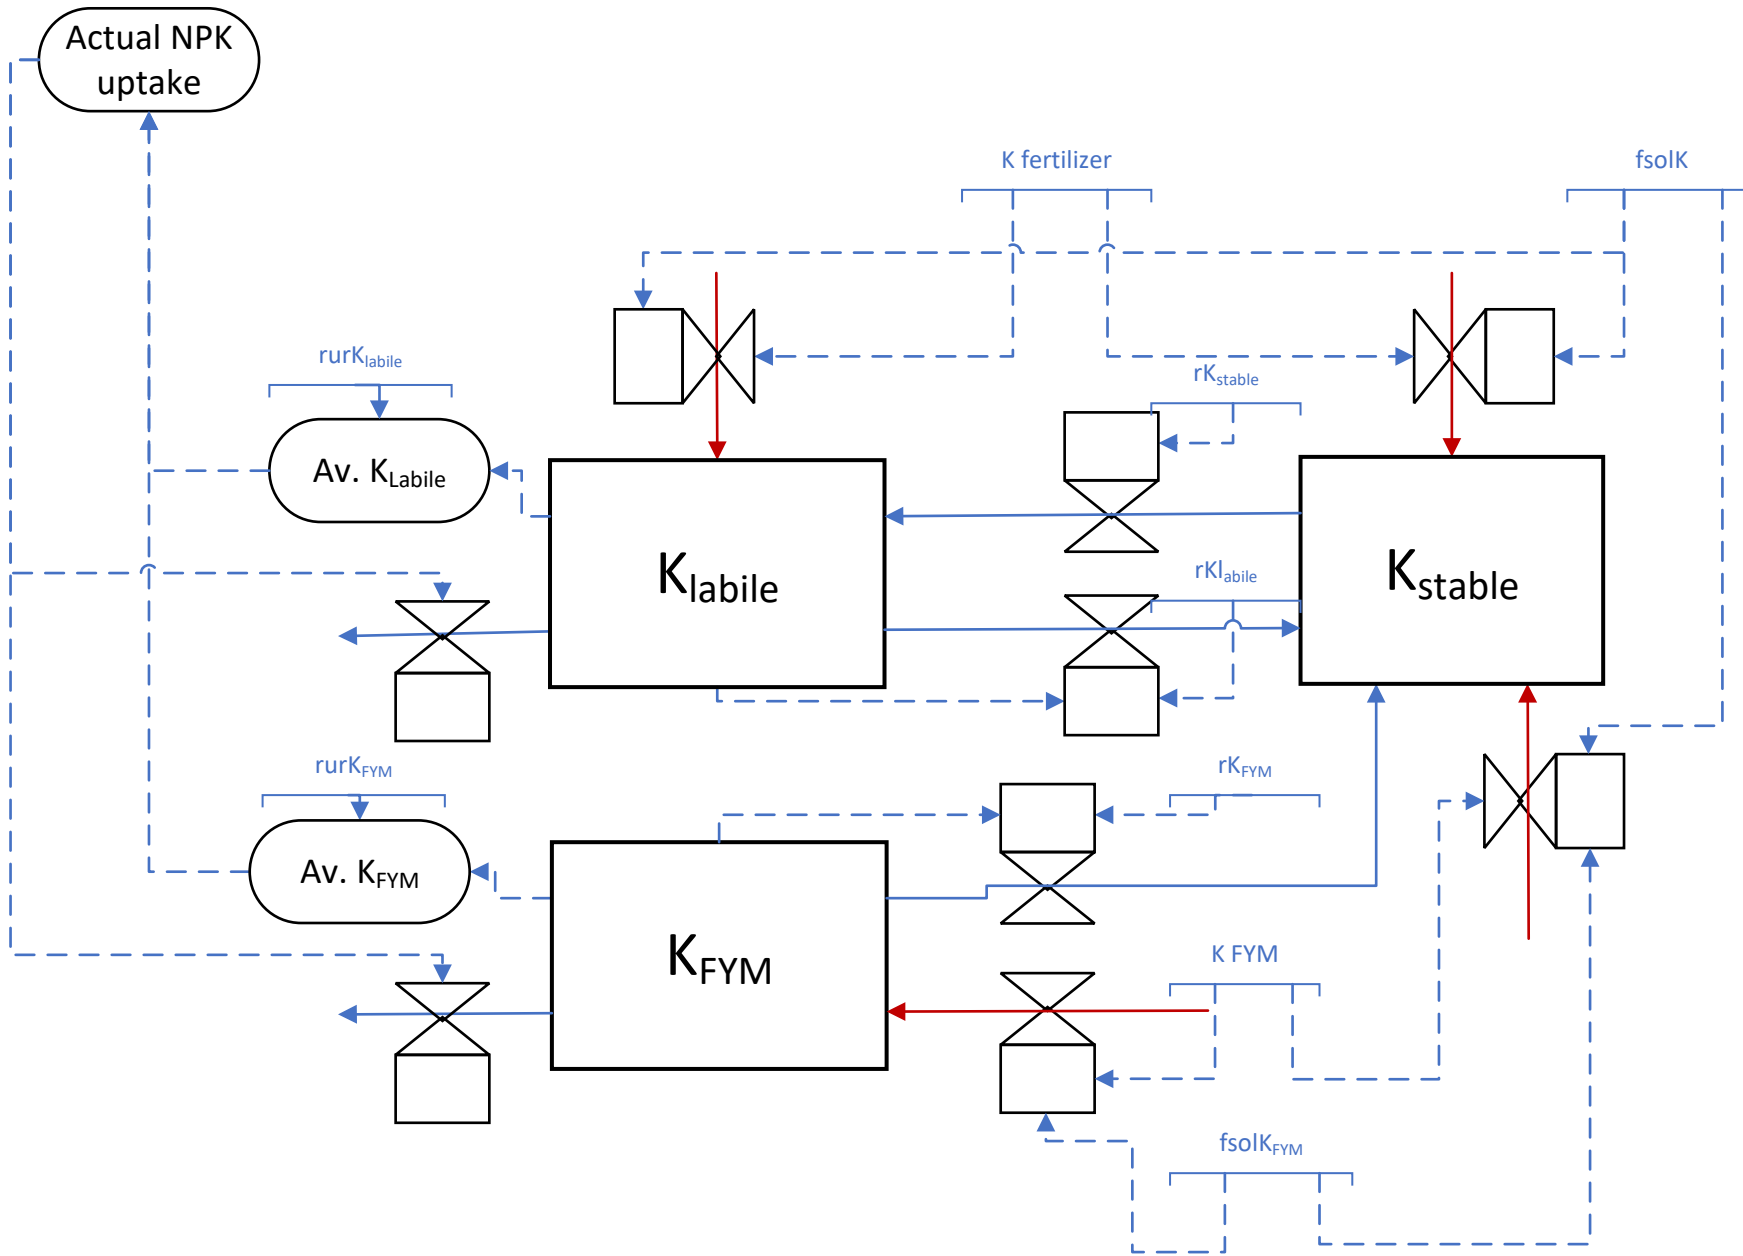 Actual NPK
uptake
K fertilizer
fsolK
rurKlabile
rKstable
Av. KLabile
Klabile
rKlabile
Kstable
rurKFYM
rKFYM
Av. KFYM
KFYM
K FYM
fsolKFYM